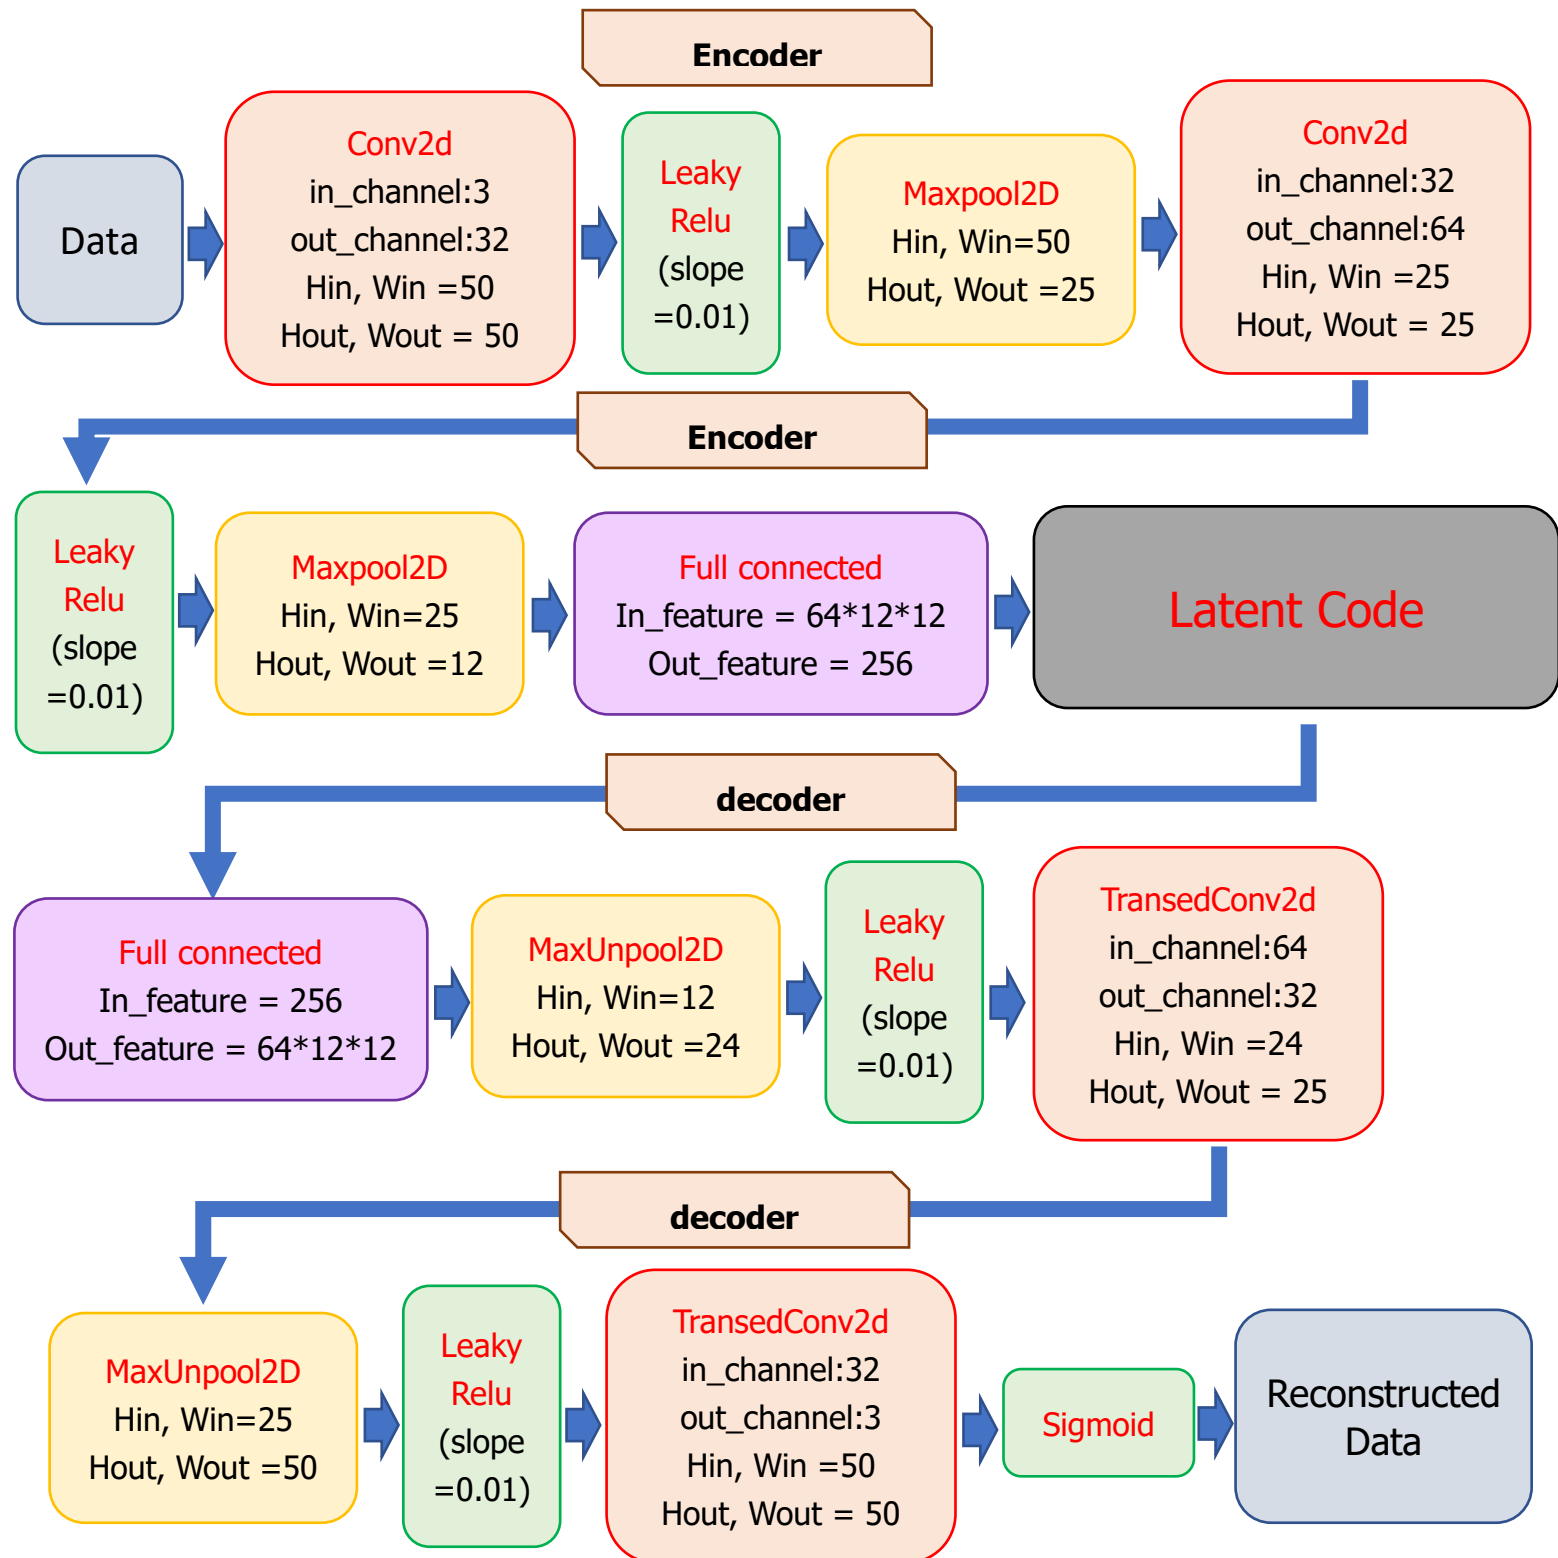 Encoder
Data
Conv2d
in_channel:3
out_channel:32
Hin, Win =50
Hout, Wout = 50
Leaky
Relu
(slope
=0.01)
Maxpool2D
Hin, Win=50
Hout, Wout =25
Conv2d
in_channel:32
out_channel:64
Hin, Win =25
Hout, Wout = 25
Encoder
Leaky
Relu
(slope
=0.01)
Maxpool2D
Hin, Win=25
Hout, Wout =12
Full connected
In_feature = 64*12*12
Out_feature = 256
Latent Code
decoder
Full connected
In_feature = 256
Out_feature = 64*12*12
MaxUnpool2D
Hin, Win=12
Hout, Wout =24
Leaky
Relu
(slope
=0.01)
TransedConv2d
in_channel:64
out_channel:32
Hin, Win =24
Hout, Wout = 25
decoder
MaxUnpool2D
Hin, Win=25
Hout, Wout =50
Leaky
Relu
(slope
=0.01)
TransedConv2d
in_channel:32
out_channel:3
Hin, Win =50
Hout, Wout = 50
Sigmoid
Reconstructed
Data